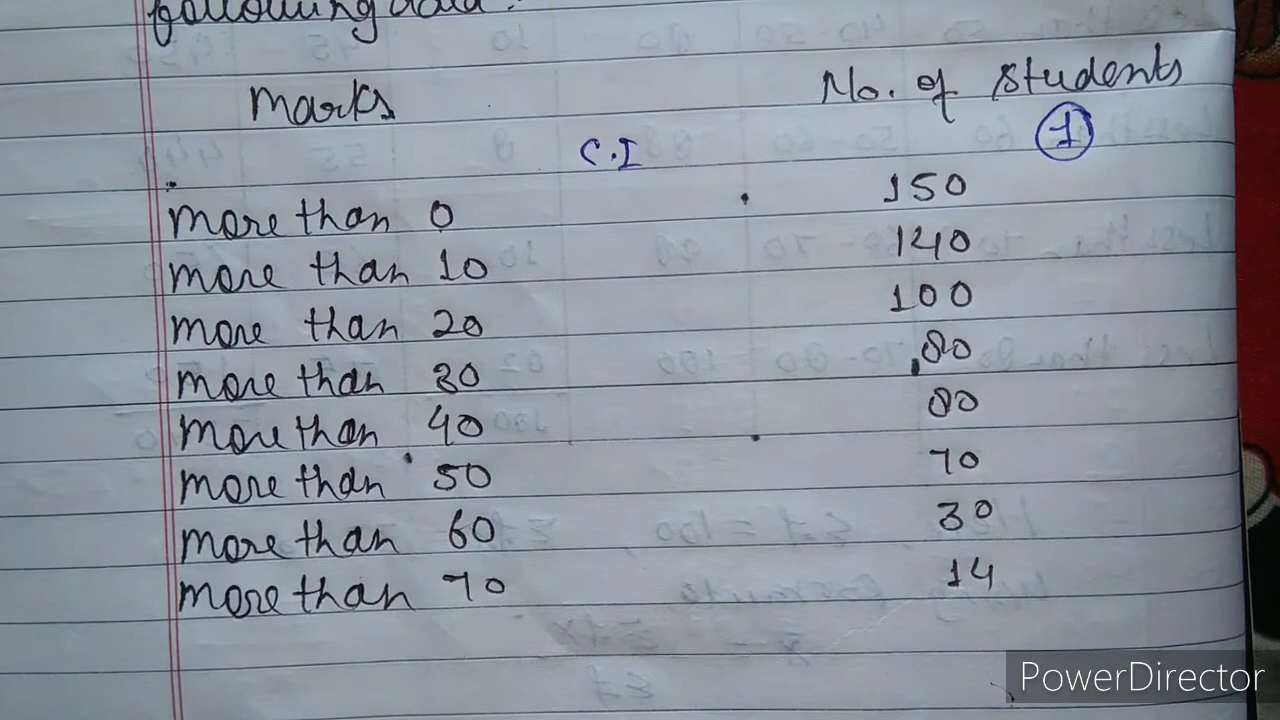 following data.
Marks No. of students
C.I 1
more than 0 150
more than 10 140
more than 20 100
more than 30 80
more than 40 80
more than 50 70
more than 60 30
more than 70 14
PowerDirector